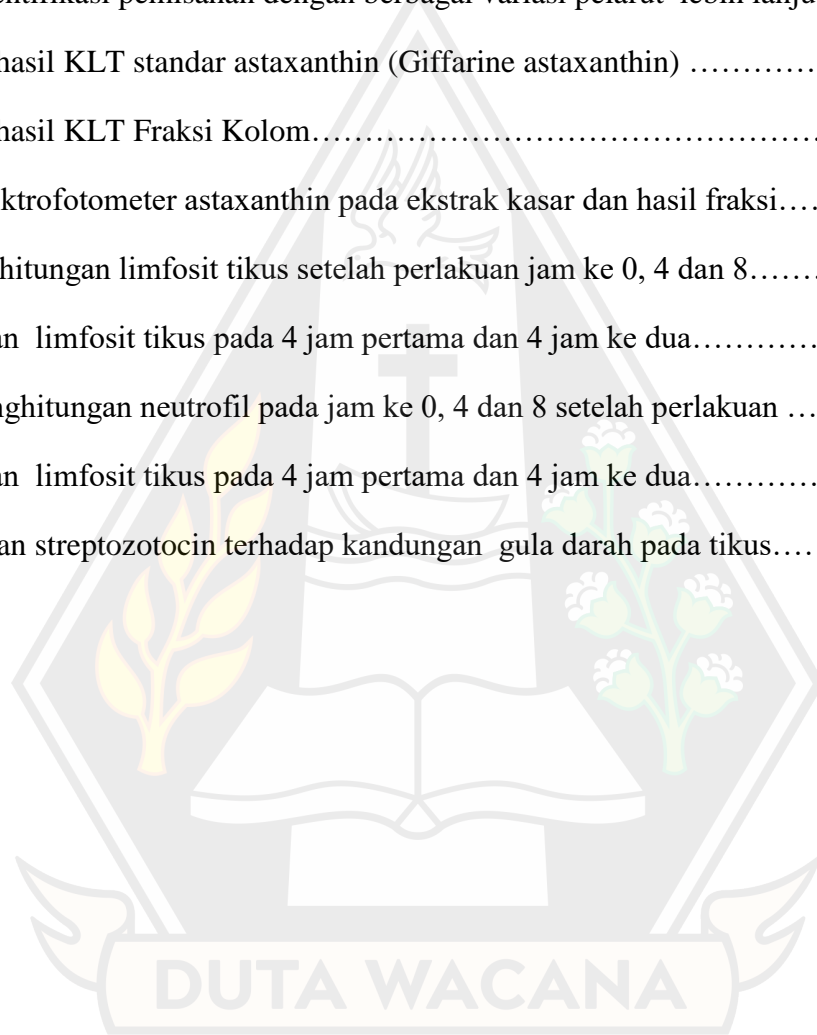 ntifikasi pemisahan dengan berbagai variasi pelarut lebih lanju
hasil KLT standar astaxanthin (Giffarine astaxanthin) ………….
hasil KLT Fraksi Kolom……………………………………………….
ktrofotometer astaxanthin pada ekstrak kasar dan hasil fraksi….
hitungan limfosit tikus setelah perlakuan jam ke 0, 4 dan 8…….
an limfosit tikus pada 4 jam pertama dan 4 jam ke dua………….
nghitungan neutrofil pada jam ke 0, 4 dan 8 setelah perlakuan ….
an limfosit tikus pada 4 jam pertama dan 4 jam ke dua………….
an streptozotocin terhadap kandungan gula darah pada tikus….
DUTA WACANA